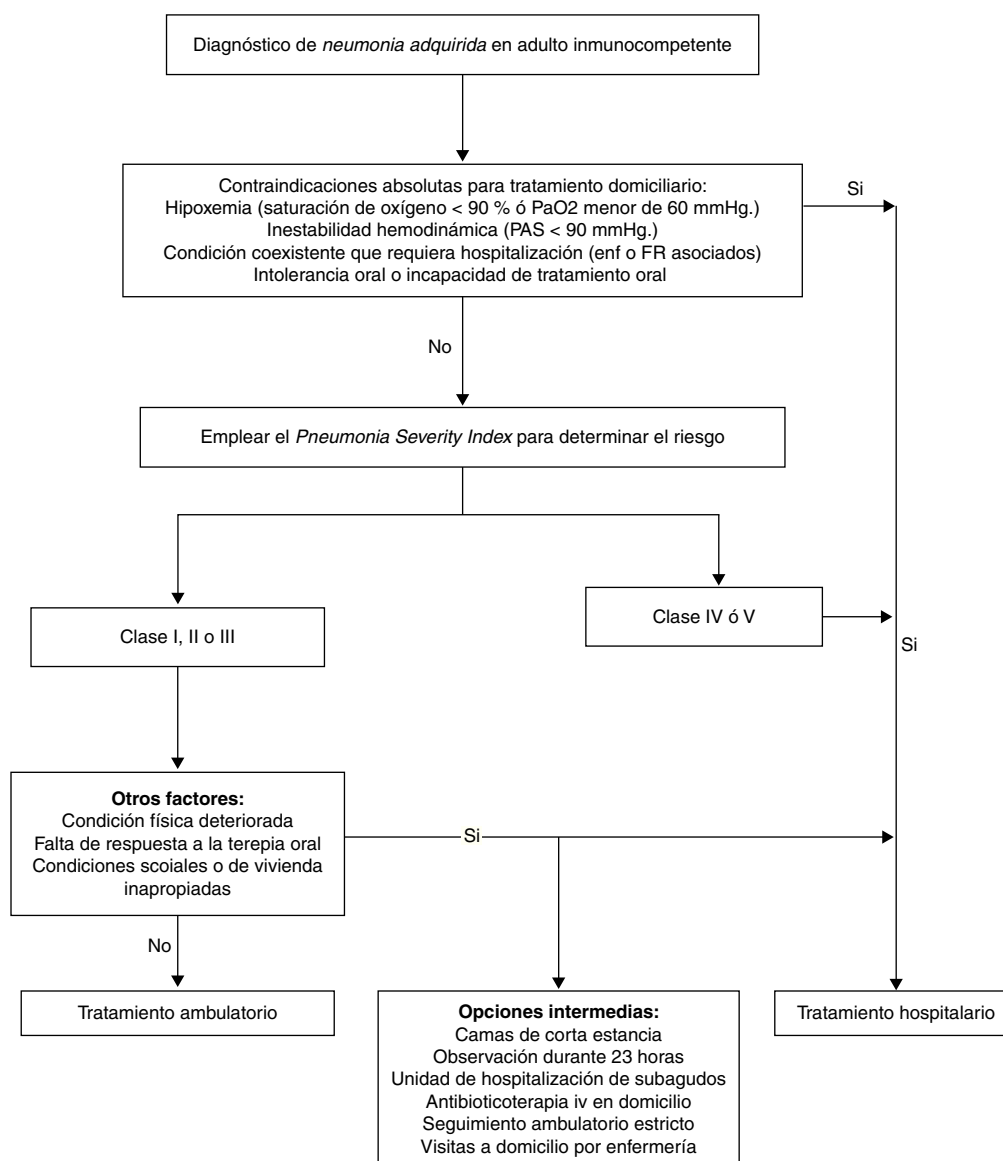 Diagnóstico de neumonia adquirida en adulto inmunocompetente
Contraindicaciones absolutas para tratamiento domiciliario:
Hipoxemia (saturación de oxígeno < 90 % ó PaO2 menor de 60 mmHg.)
Inestabilidad hemodinámica (PAS < 90 mmHg.)
Condición coexistente que requiera hospitalización (enf o FR asociados)
Intolerancia oral o incapacidad de tratamiento oral
Si
No
Emplear el Pneumonia Severity Index para determinar el riesgo
Clase I, II o III
Clase IV ó V
Si
Otros factores:
Condición física deteriorada
Falta de respuesta a la terepia oral
Condiciones scoiales o de vivienda
inapropiadas
Si
No
Tratamiento ambulatorio
Opciones intermedias:
Camas de corta estancia
Observación durante 23 horas
Unidad de hospitalización de subagudos
Antibioticoterapia iv en domicilio
Seguimiento ambulatorio estricto
Visitas a domicilio por enfermería
Tratamiento hospitalario